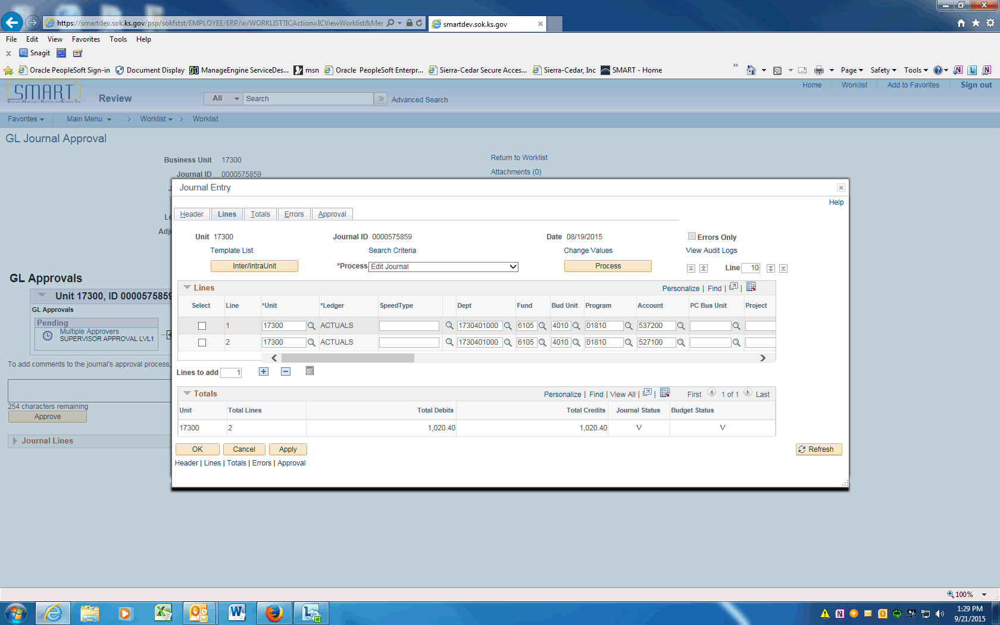 https://smartdev.sok.ks.gov/psp/sokfstst/EMPLOYEE/ERP/w/WORKLIST?ICAction=ICViewWorklist&Mer
smartdev.sok.ks.gov
File Edit View Favorites Tools Help
x Snagit
Oracle PeopleSoft Sign-in Document Display ManageEngine ServiceDes... msn Oracle PeopleSoft Enterpr... Sierra-Cedar Secure Acces... Sierra-Cedar, Inc SMART - Home » Page Safety Tools
SMART Review All Search » Advanced Search Home Worklist Add to Favorites Sign out
Favorites Main Menu > Worklist > Worklist
GL Journal Approval
Business Unit 17300 Return to Worklist
Journal ID 0000575859 Attachments (0)
J
Le
Adj
GL Approvals
Unit 17300, ID 0000575859
GL Approvals
Pending
Multiple Approvers
SUPERVISOR APPROVAL LVL1
To add comments to the journal's approval process,
254 characters remaining
Approve
Journal Lines
Journal Entry
Help
Header Lines Totals Errors Approval
Unit 17300 Journal ID 0000575859 Date 08/19/2015 Errors Only
Template List Search Criteria Change Values View Audit Logs
Inter/IntraUnit *Process Edit Journal Process Line 10
Lines Personalize | Find |
Select Line *Unit *Ledger SpeedType Dept Fund Bud Unit Program Account PC Bus Unit Project
1 17300 ACTUALS 1730401000 6105 4010 01810 537200
2 17300 ACTUALS 1730401000 6105 4010 01810 527100
Lines to add 1
Totals Personalize | Find | View All | First 1 of 1 Last
Unit Total Lines Total Debits Total Credits Journal Status Budget Status
17300 2 1,020.40 1,020.40 V V
OK Cancel Apply Refresh
Header | Lines | Totals | Errors | Approval
100%
1:29 PM
9/21/2015